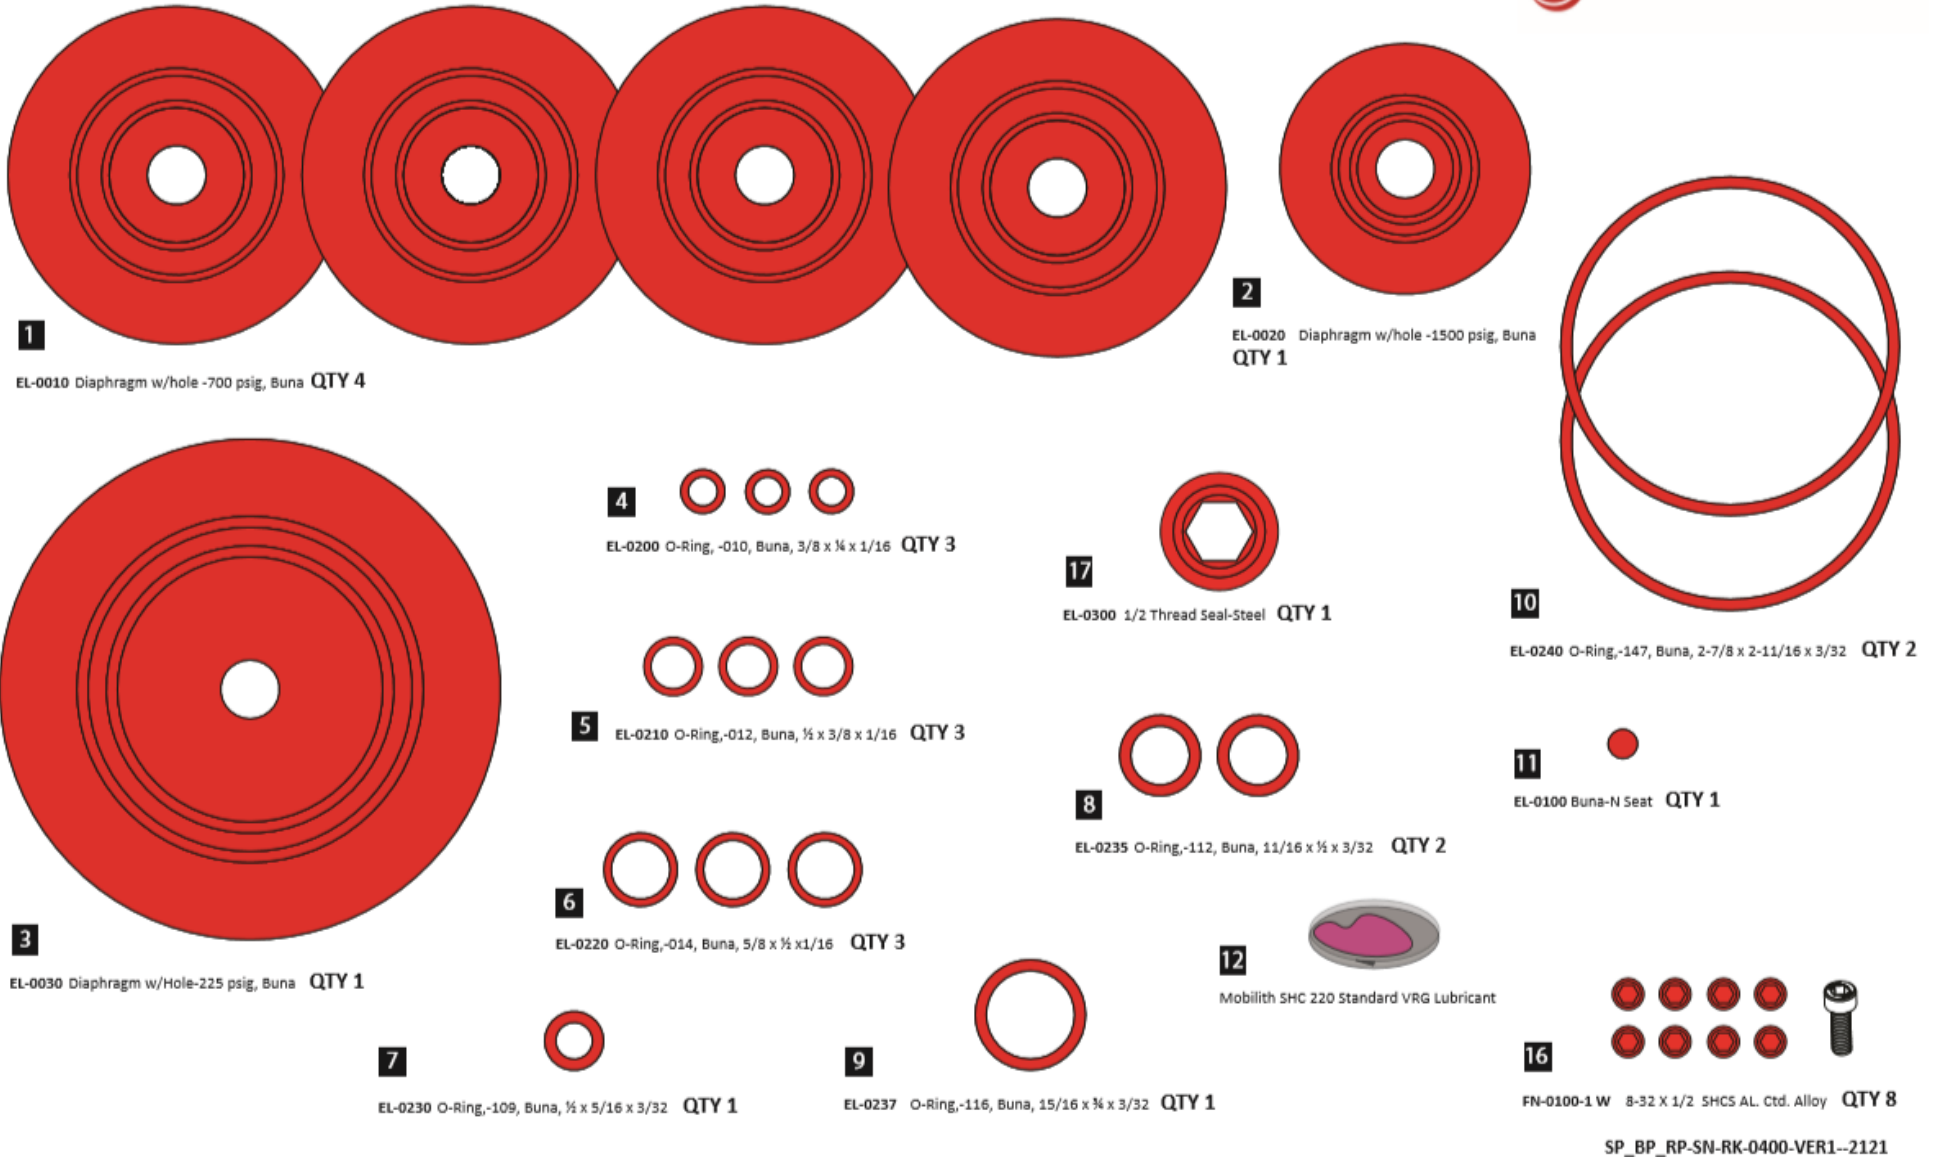 1
EL-0010 Diaphragm w/hole -700 psig, Buna QTY 4
2
EL-0020 Diaphragm w/hole -1500 psig, Buna
QTY 1
3
EL-0030 Diaphragm w/Hole-225 psig, Buna QTY 1
4
EL-0200 O-Ring, -010, Buna, 3/8 x ¼ x 1/16 QTY 3
5
EL-0210 O-Ring,-012, Buna, ½ x 3/8 x 1/16 QTY 3
6
EL-0220 O-Ring,-014, Buna, 5/8 x ½ x1/16 QTY 3
7
EL-0230 O-Ring,-109, Buna, ½ x 5/16 x 3/32 QTY 1
17
EL-0300 1/2 Thread Seal-Steel QTY 1
8
EL-0235 O-Ring,-112, Buna, 11/16 x ½ x 3/32 QTY 2
9
EL-0237 O-Ring,-116, Buna, 15/16 x ¾ x 3/32 QTY 1
10
EL-0240 O-Ring,-147, Buna, 2-7/8 x 2-11/16 x 3/32 QTY 2
11
EL-0100 Buna-N Seat QTY 1
12
Mobilith SHC 220 Standard VRG Lubricant
16
FN-0100-1 W 8-32 X 1/2 SHCS AL. Ctd. Alloy QTY 8
SP_BP_RP-SN-RK-0400-VER1--2121